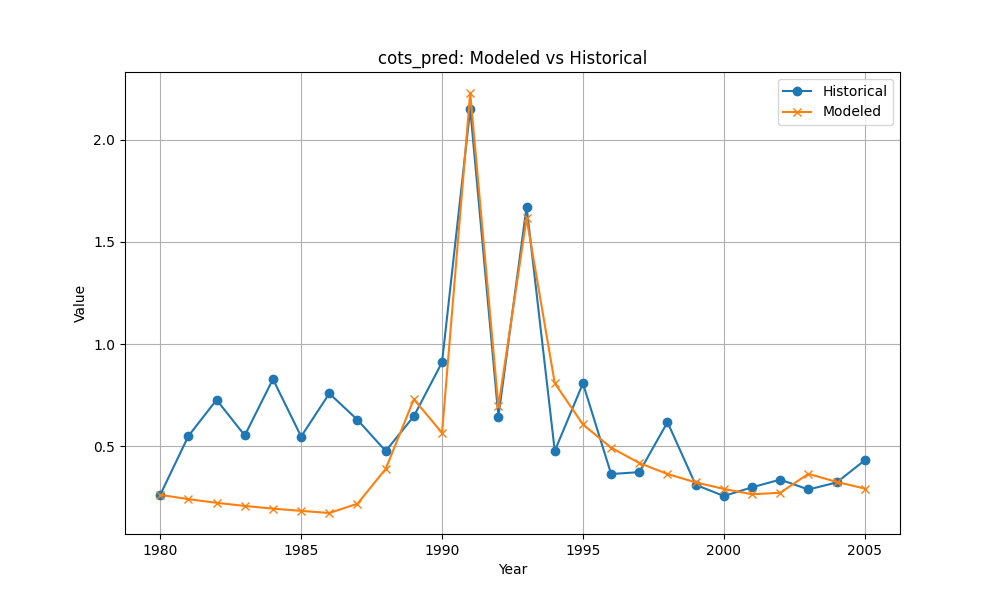 cots_pred: Modeled vs Historical
Historical
Modeled
Value
2.0
1.5
1.0
0.5
1980 1985 1990 1995 2000 2005
Year